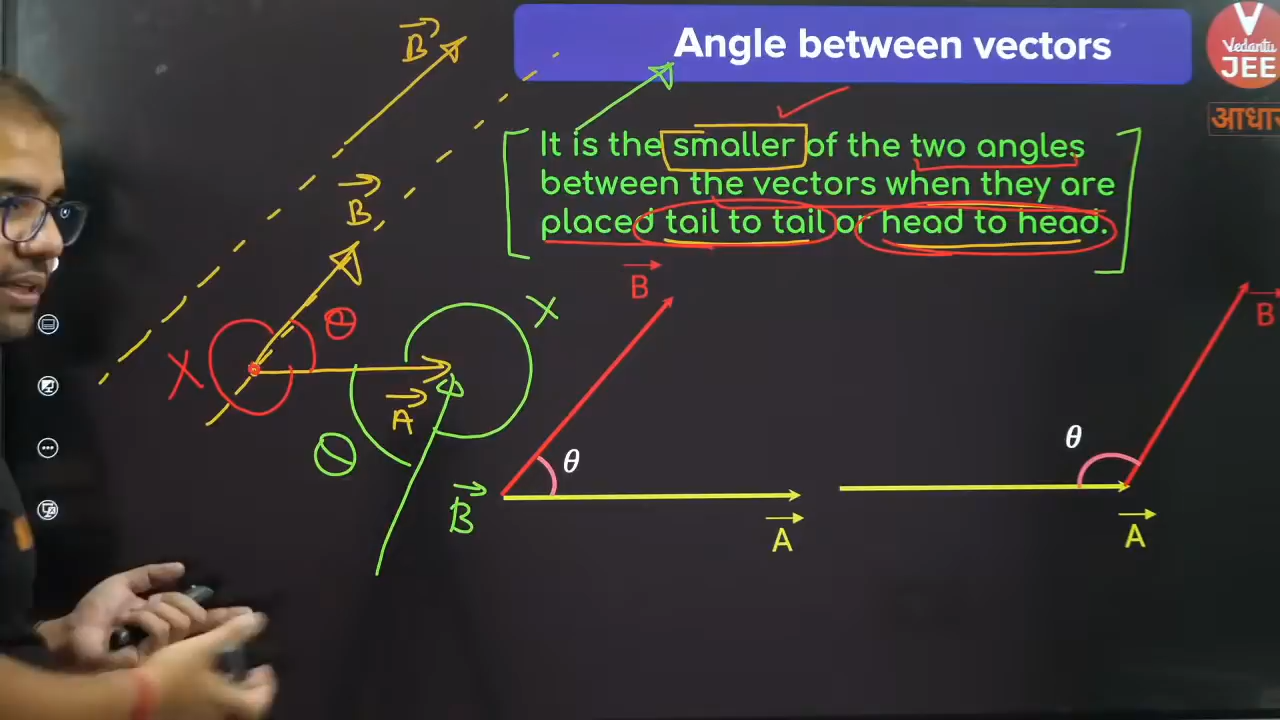 Angle between vectors
Vedantu
JEE
It is the smaller of the two angles
between the vectors when they are
placed tail to tail or head to head.
B
B
θ
X
A
θ
X
B
B
θ
A
B
θ
A